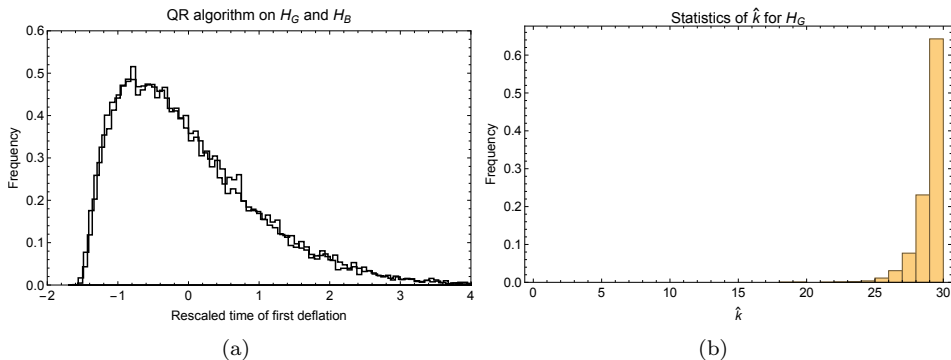 QR algorithm on H_G and H_B
0.6
0.5
0.4
0.3
0.2
0.1
0.0
Frequency
−2 −1 0 1 2 3 4
Rescaled time of first deflation
(a)
Statistics of k̂ for H_G
0.6
0.5
0.4
0.3
0.2
0.1
0.0
Frequency
0 5 10 15 20 25 30
k̂
(b)